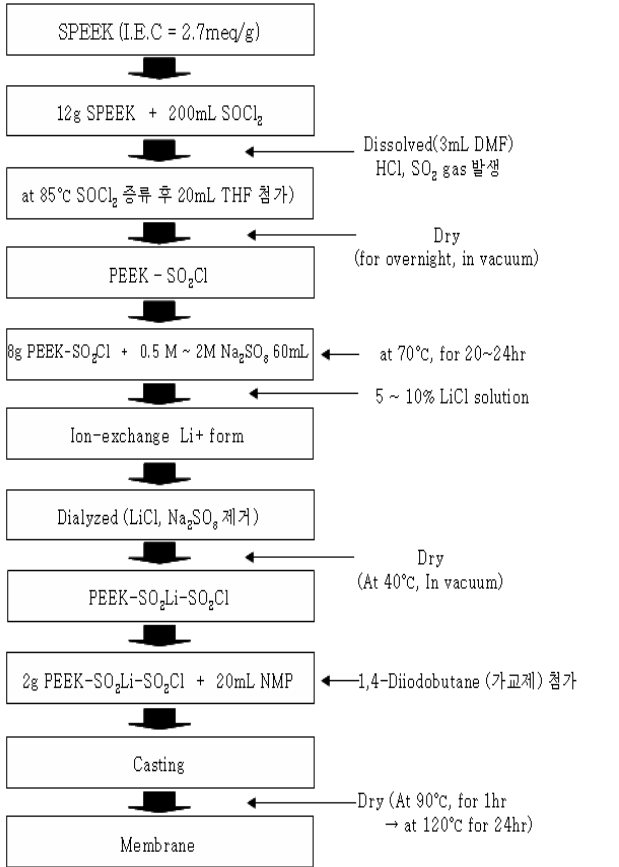 SPEEK (I.E.C = 2.7meq/g)
12g SPEEK + 200mL SOCl₂
Dissolved(3mL DMF)
HCl, SO₂ gas 발생
at 85℃ SOCl₂ 증류 후 20mL THF 첨가)
Dry
(for overnight, in vacuum)
PEEK - SO₂Cl
8g PEEK-SO₂Cl + 0.5 M ~ 2M Na₂SO₈ 60mL
at 70℃, for 20~24hr
5 ~ 10% LiCl solution
Ion-exchange Li+ form
Dialyzed (LiCl, Na₂SO₈ 제거)
Dry
(At 40℃, In vacuum)
PEEK-SO₂Li-SO₂Cl
2g PEEK-SO₂Li-SO₂Cl + 20mL NMP
1,4-Diiodobutane (가교제) 첨가
Casting
Dry (At 90℃, for 1hr
→ at 120℃ for 24hr)
Membrane